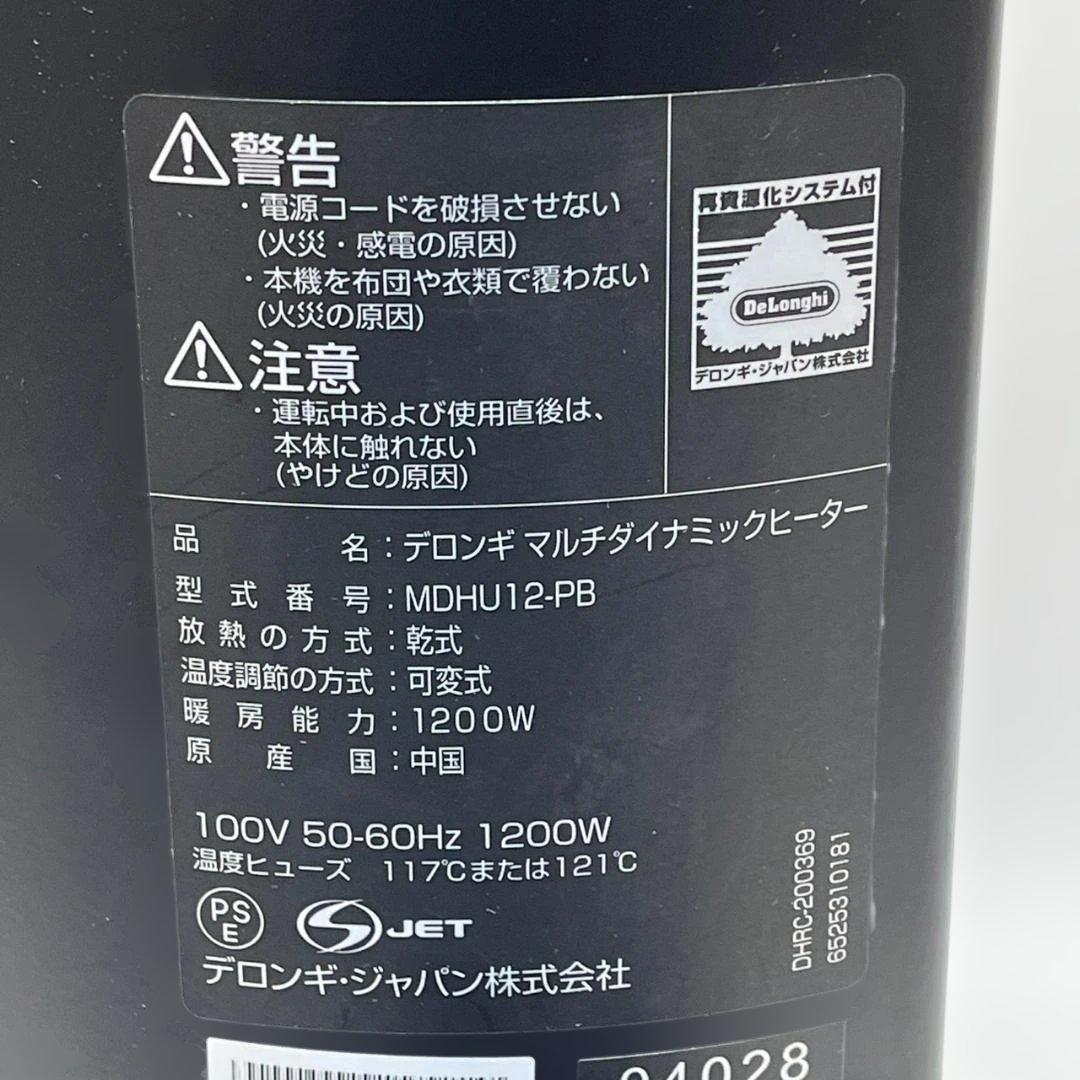 警告
・電源コードを破損させない
(火災・感電の原因)
・本機を布団や衣類で覆わない
(火災の原因)
注意
・運転中および使用直後は、
本体に触れない
(やけどの原因)
再資源化システム付
DeLonghi
デロンギ・ジャパン株式会社
品名：デロンギ マルチダイナミックヒーター
型式番号：MDHU12-PB
放熱の方式：乾式
温度調節の方式：可変式
暖房能力：1200W
原産国：中国
100V 50-60Hz 1200W
温度ヒューズ 117℃または121℃
PSE
JET
デロンギ・ジャパン株式会社
DHRC-200369
6525310181
04028